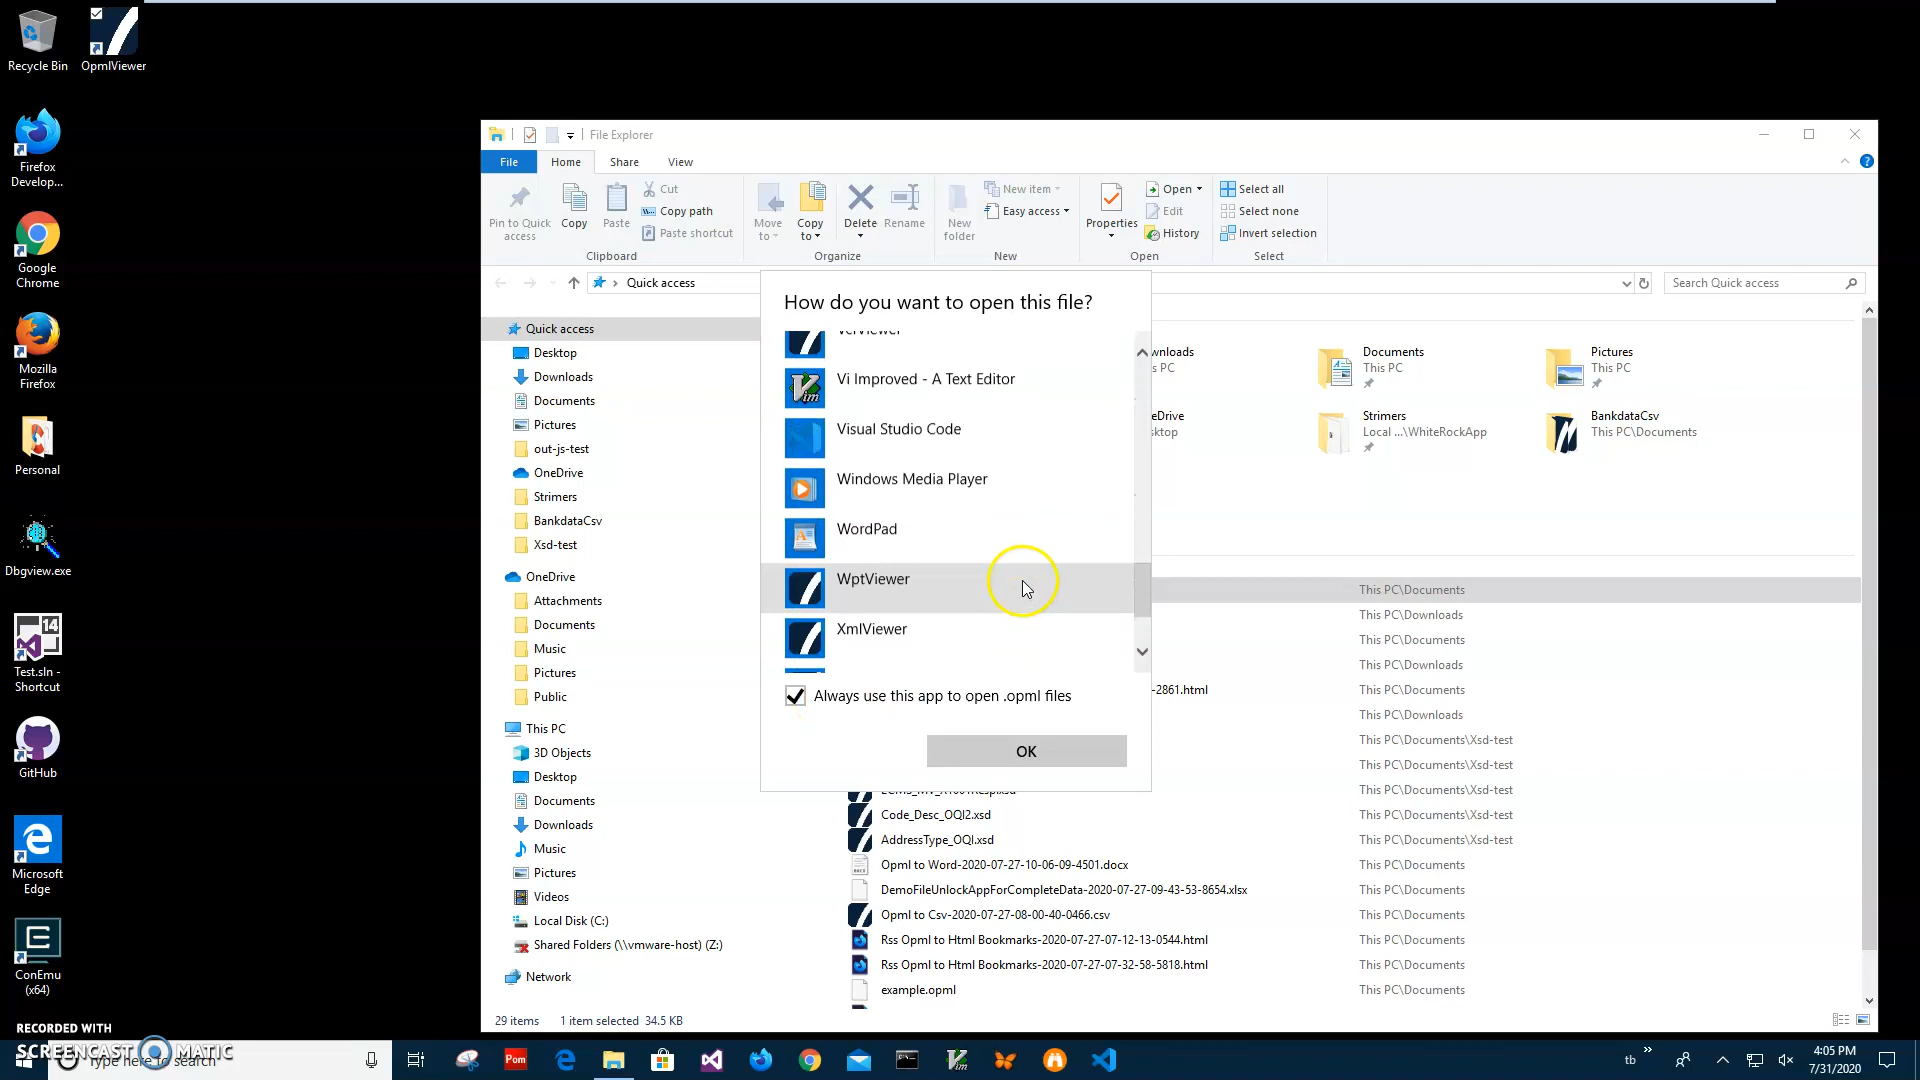 Recycle Bin
OpmlViewer
Firefox
Develop...
Google
Chrome
Mozilla
Firefox
Personal
Dbgview.exe
14
Test.sln -
Shortcut
GitHub
Microsoft
Edge
ConEmu
(x64)
RECORDED WITH
SCREENCAST MATIC
File Explorer
File
Home
Share
View
Pin to Quick
access
Copy
Paste
Cut
Copy path
Paste shortcut
Clipboard
Move
to
Copy
to
Delete
Rename
Organize
New
folder
New item
Easy access
New
Properties
Open
Edit
History
Open
Select all
Select none
Invert selection
Select
Quick access
Search Quick access
Quick access
Desktop
Downloads
Documents
Pictures
out-js-test
OneDrive
Strimers
BankdataCsv
Xsd-test
OneDrive
Attachments
Documents
Music
Pictures
Public
This PC
3D Objects
Desktop
Documents
Downloads
Music
Pictures
Videos
Local Disk (C:)
Shared Folders (\\vmware-host) (Z:)
Network
29 items
1 item selected 34.5 KB
How do you want to open this file?
Vi Improved - A Text Editor
Visual Studio Code
Windows Media Player
WordPad
WptViewer
XmlViewer
Always use this app to open .opml files
OK
wnloads
s PC
Documents
This PC
Pictures
This PC
eDrive
sktop
Strimers
Local ...\WhiteRockApp
BankdataCsv
This PC\Documents
This PC\Documents
This PC\Downloads
This PC\Documents
This PC\Downloads
-2861.html This PC\Documents
This PC\Downloads
This PC\Documents\Xsd-test
This PC\Documents\Xsd-test
This PC\Documents\Xsd-test
Code_Desc_OQI2.xsd This PC\Documents\Xsd-test
AddressType_OQI.xsd This PC\Documents\Xsd-test
Opml to Word-2020-07-27-10-06-09-4501.docx This PC\Documents
DemoFileUnlockAppForCompleteData-2020-07-27-09-43-53-8654.xlsx This PC\Documents
Opml to Csv-2020-07-27-08-00-40-0466.csv This PC\Documents
Rss Opml to Html Bookmarks-2020-07-27-07-12-13-0544.html This PC\Documents
Rss Opml to Html Bookmarks-2020-07-27-07-32-58-5818.html This PC\Documents
example.opml This PC\Documents
Type here to search
Pom
tb
4:05 PM
7/31/2020